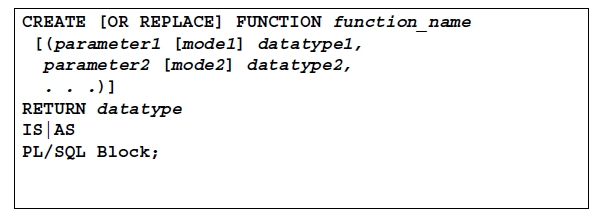 CREATE [OR REPLACE] FUNCTION function_name
[(parameter1 [mode1] datatype1,
parameter2 [mode2] datatype2,
. . .)]
RETURN datatype
IS|AS
PL/SQL Block;